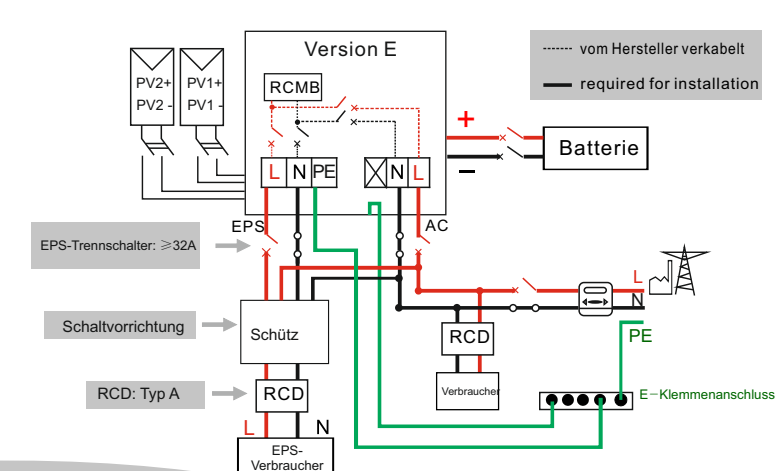 Version E
vom Hersteller verkabelt
required for installation
PV2+
PV2 -
PV1+
PV1 -
RCMB
+
−
Batterie
L N PE
N L
EPS
AC
EPS-Trennschalter: ≥32A
L
N
PE
Schaltvorrichtung
Schütz
RCD
Verbraucher
RCD: Typ A
RCD
E−Klemmenanschluss
L
N
EPS-
Verbraucher